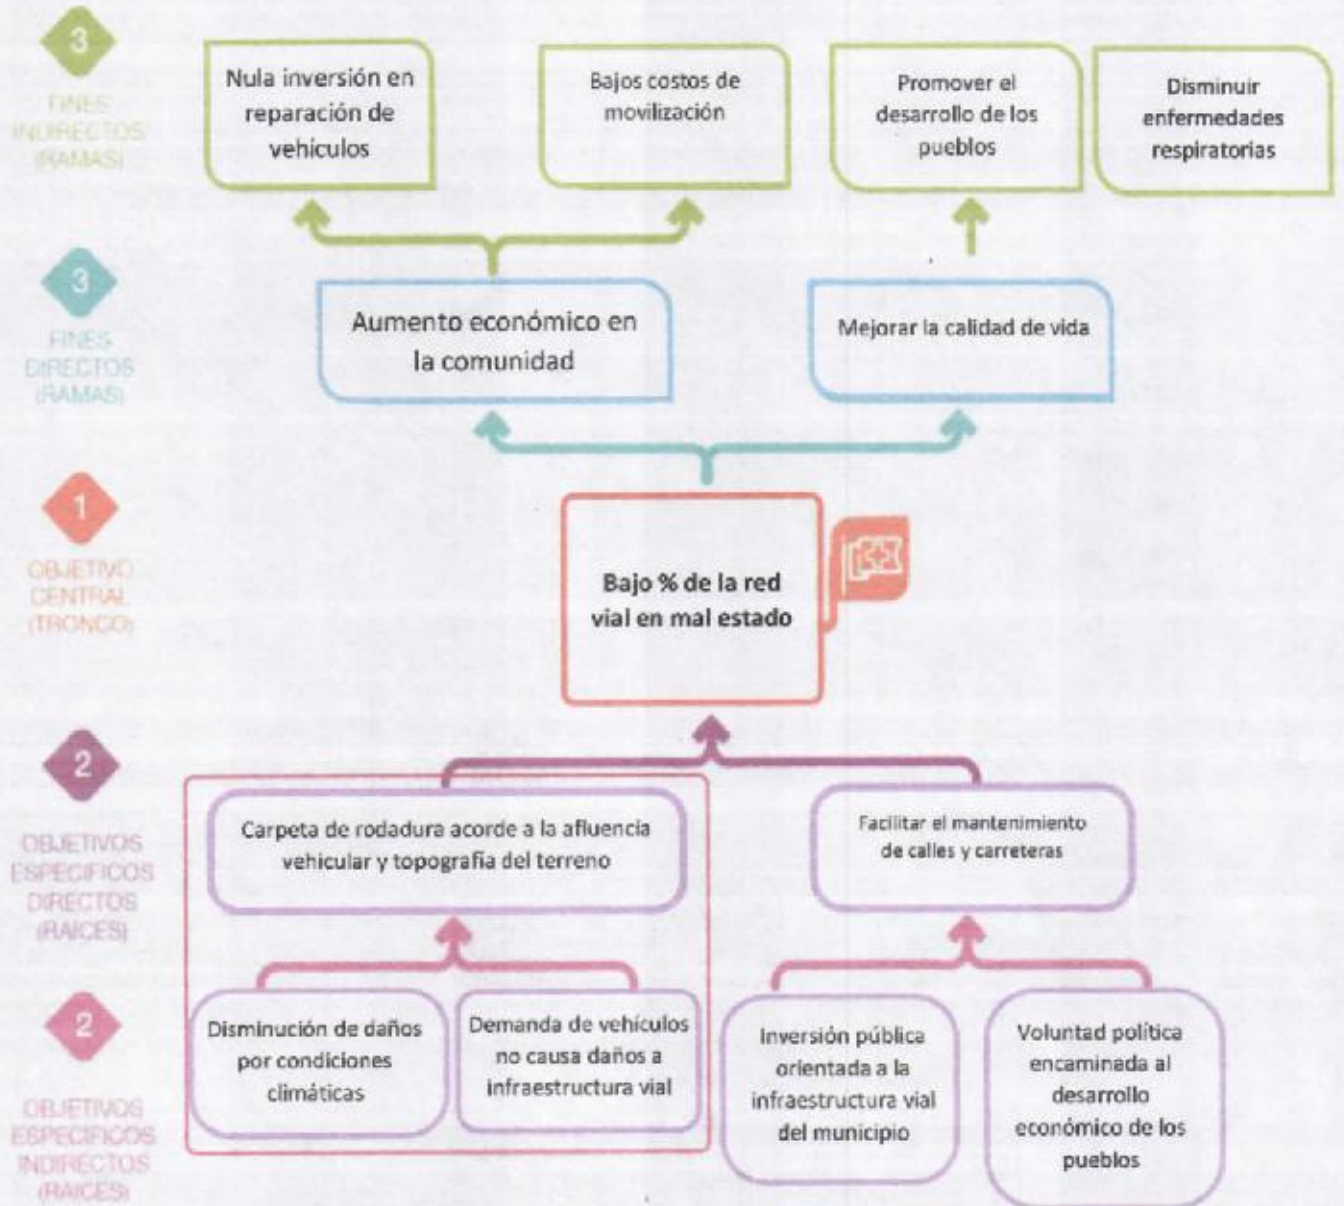 3
FINES
INDIRECTOS
(RAMAS)
Nula inversión en
reparación de
vehículos
Bajos costos de
movilización
Promover el
desarrollo de los
pueblos
Disminuir
enfermedades
respiratorias
3
FINES
DIRECTOS
(RAMAS)
Aumento económico en
la comunidad
Mejorar la calidad de vida
1
OBJETIVO
CENTRAL
(TRONCO)
Bajo % de la red
vial en mal estado
2
OBJETIVOS
ESPECIFICOS
DIRECTOS
(RAICES)
Carpeta de rodadura acorde a la afluencia
vehicular y topografía del terreno
Facilitar el mantenimiento
de calles y carreteras
2
OBJETIVOS
ESPECIFICOS
INDIRECTOS
(RAICES)
Disminución de daños
por condiciones
climáticas
Demanda de vehículos
no causa daños a
infraestructura vial
Inversión pública
orientada a la
infraestructura vial
del municipio
Voluntad política
encaminada al
desarrollo
económico de los
pueblos